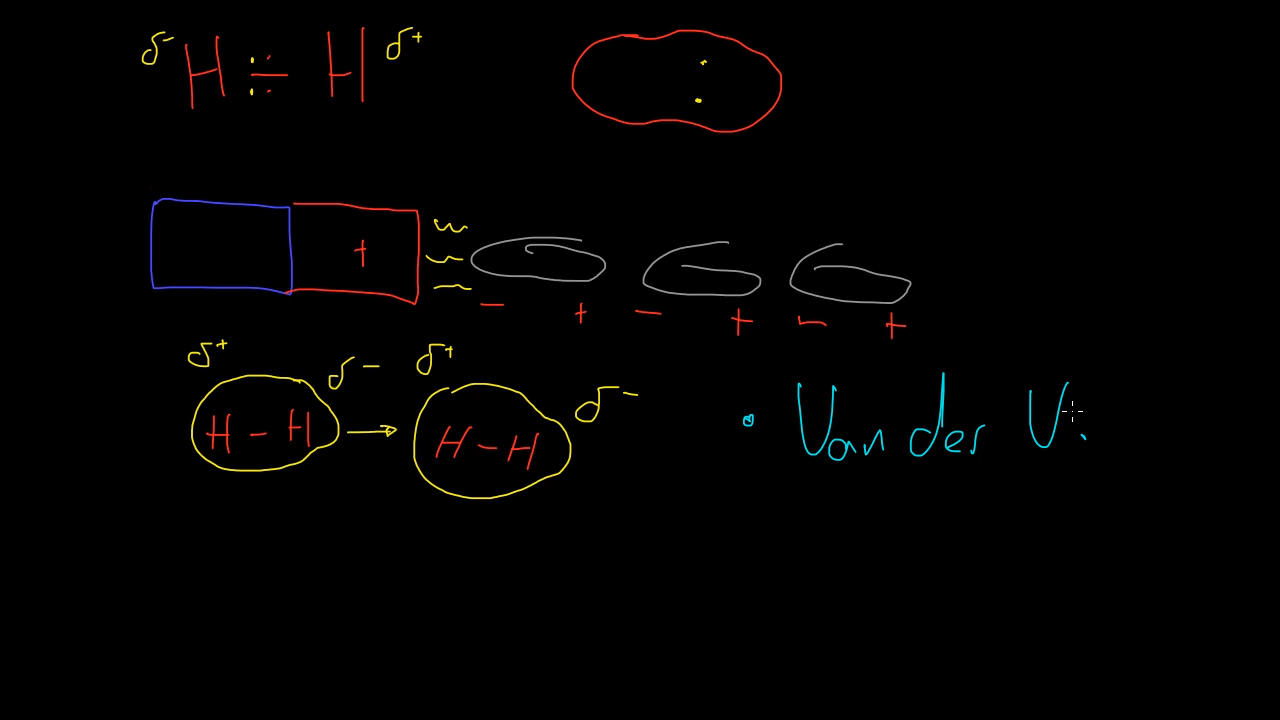 δ- H : : H δ+
+
- + - + - +
δ+ δ- δ+ δ-
H - H → H - H
• Van der V